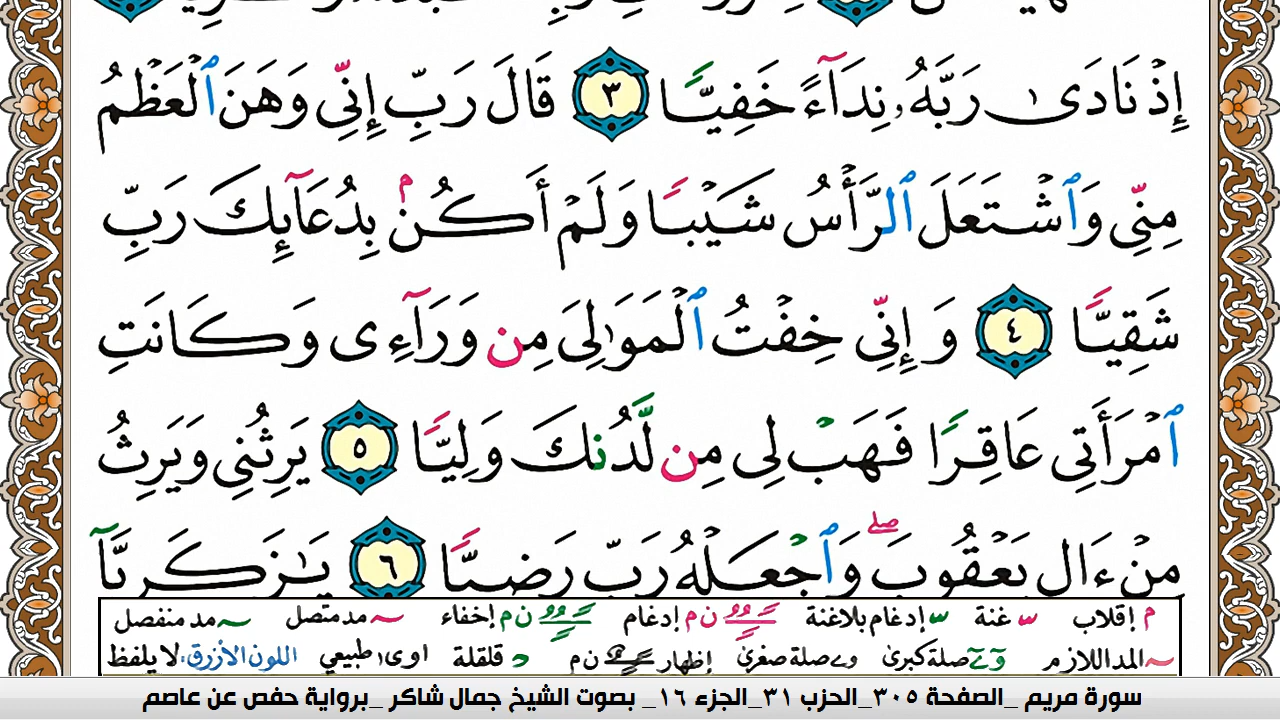 إِذْ نَادَىٰ رَبَّهُۥ نِدَآءً خَفِيًّا ٣ قَالَ رَبِّ إِنِّى وَهَنَ ٱلْعَظْمُ
مِنِّى وَٱشْتَعَلَ ٱلرَّأْسُ شَيْبًا وَلَمْ أَكُنۢ بِدُعَآئِكَ رَبِّ
شَقِيًّا ٤ وَإِنِّى خِفْتُ ٱلْمَوَٰلِىَ مِن وَرَآءِى وَكَانَتِ
ٱمْرَأَتِى عَاقِرًا فَهَبْ لِى مِن لَّدُنكَ وَلِيًّا ٥ يَرِثُنِى وَيَرِثُ
مِنْ ءَالِ يَعْقُوبَ ۖ وَٱجْعَلْهُ رَبِّ رَضِيًّا ٦ يَٰزَكَرِيَّآ
م إقلاب غنة إدغام بلاغنة ن م إدغام ن م إخفاء مد متصل مد منفصل
المد اللازم صلة كبرى صلة صغرى إظهار ن م قلقلة اوى طبيعي اللون الأزرق: لا يلفظ
سورة مريم _الصفحة ٣٠٥_الحزب ٣١_الجزء ١٦_ بصوت الشيخ جمال شاكر _برواية حفص عن عاصم